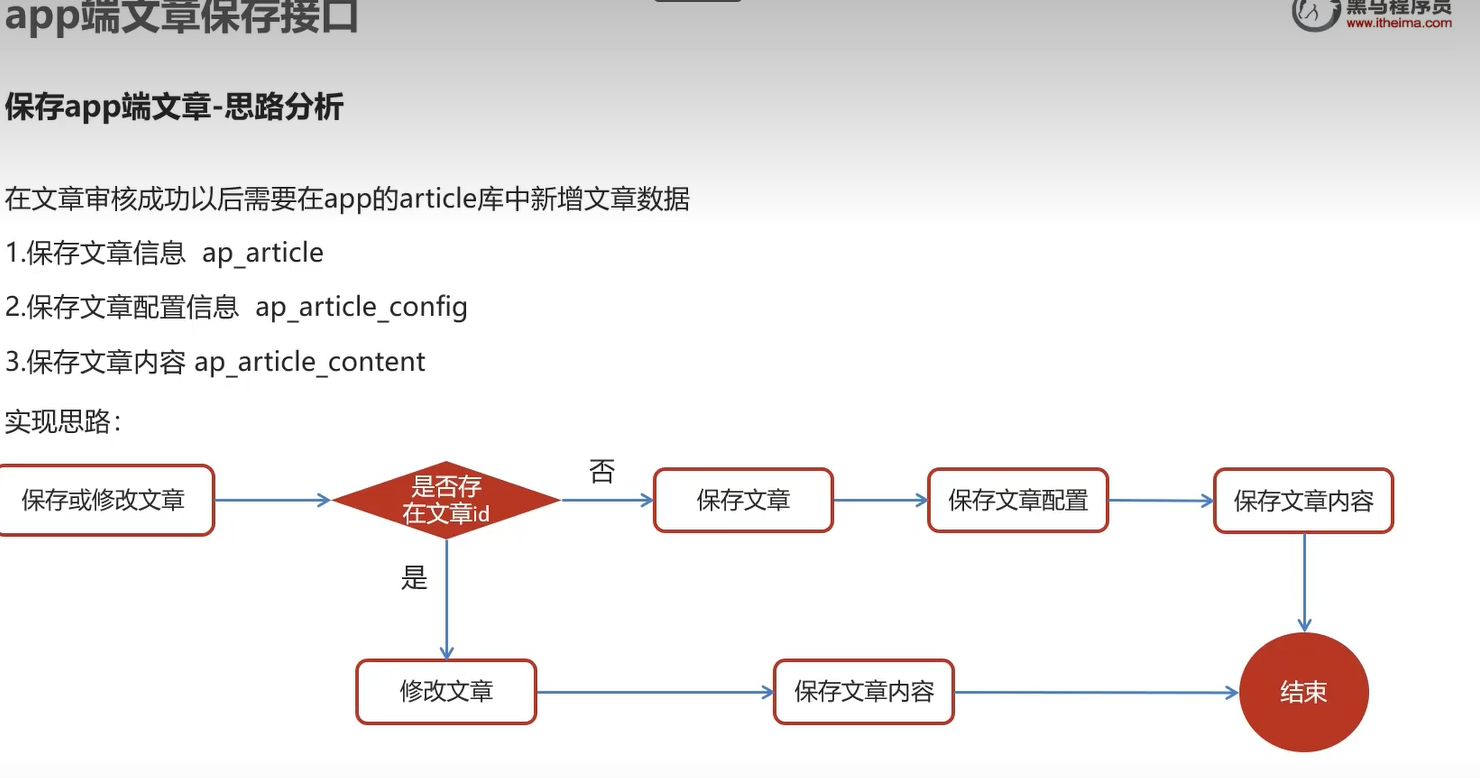 app端文章保存接口
黑马程序员
www.itheima.com
保存app端文章-思路分析
在文章审核成功以后需要在app的article库中新增文章数据
1.保存文章信息 ap_article
2.保存文章配置信息 ap_article_config
3.保存文章内容 ap_article_content
实现思路：
保存或修改文章
是否存
在文章id
否
保存文章
保存文章配置
保存文章内容
是
修改文章
保存文章内容
结束